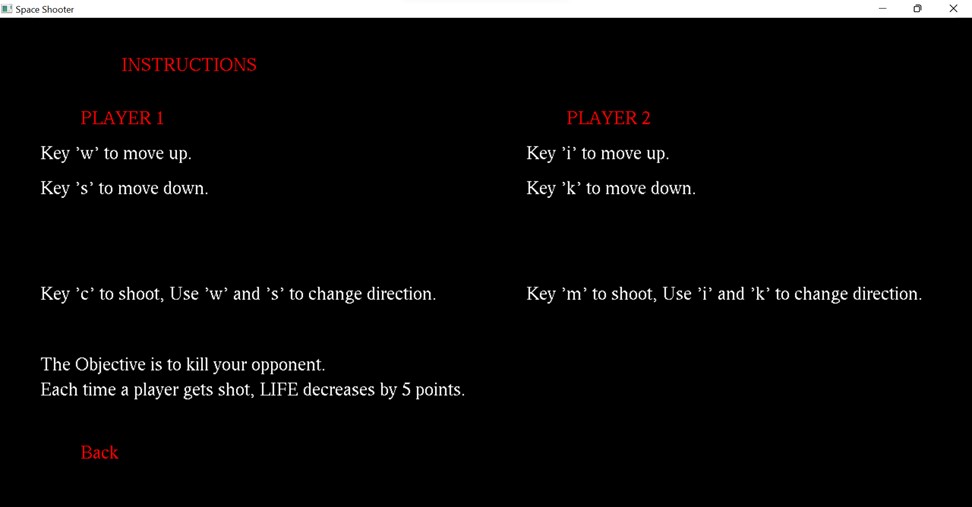 Space Shooter
INSTRUCTIONS
PLAYER 1
PLAYER 2
Key ’w’ to move up.
Key ’i’ to move up.
Key ’s’ to move down.
Key ’k’ to move down.
Key ’c’ to shoot, Use ’w’ and ’s’ to change direction.
Key ’m’ to shoot, Use ’i’ and ’k’ to change direction.
The Objective is to kill your opponent.
Each time a player gets shot, LIFE decreases by 5 points.
Back